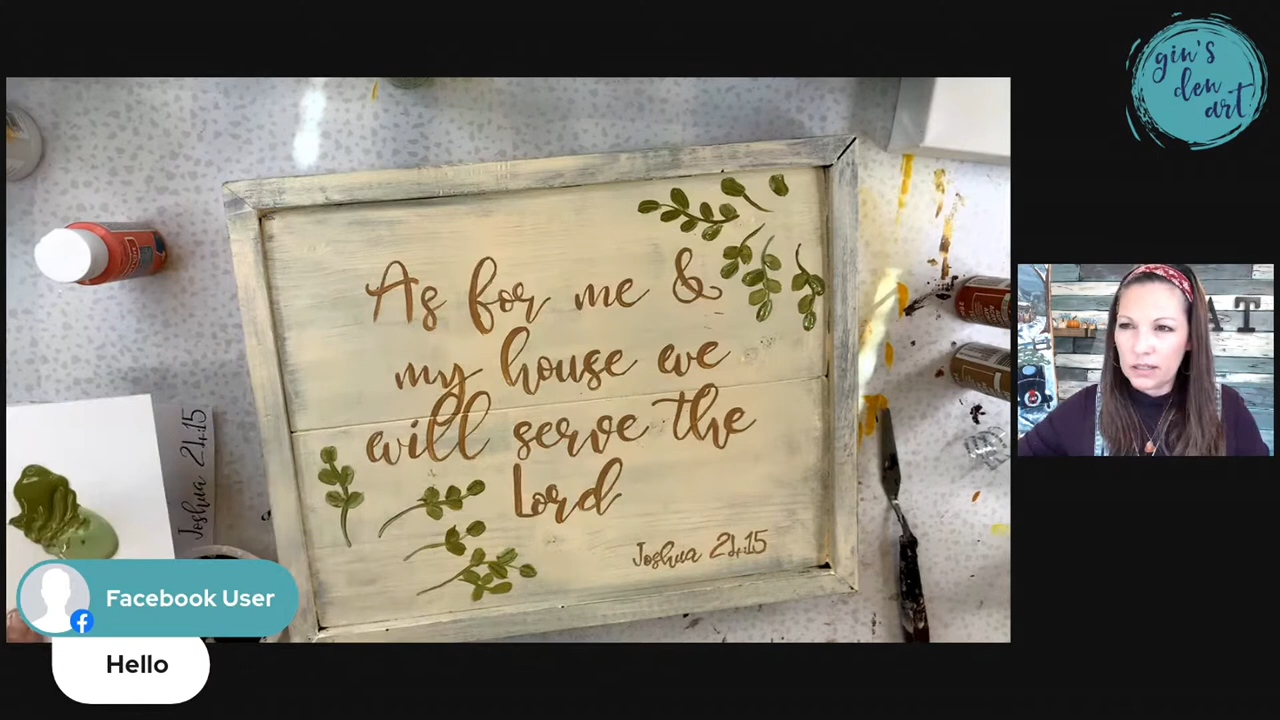 gin's
den
art
As for me &
my house we
will serve the
Lord
Joshua 24:15
Joshua 24:15
AT
Facebook User
Hello